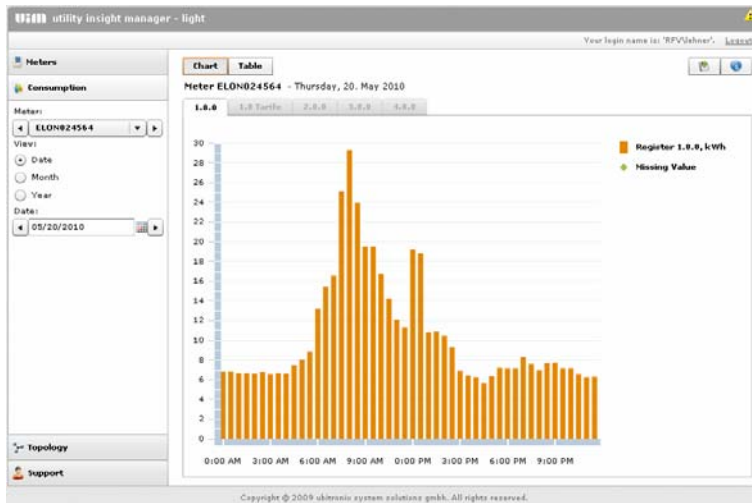 uim utility insight manager - light
Your login name is: 'RPV\lehner'. Logout
Meters
Consumption
Meter:
ELON024564
View:
Date
Month
Year
Date:
05/20/2010
Topology
Support
Chart Table
Meter ELON024564 - Thursday, 20. May 2010
1.8.0 2.8.0 3.8.0 4.8.0
30
28
26
24
22
20
18
16
14
12
10
8
6
4
2
0
0:00 AM 3:00 AM 6:00 AM 9:00 AM 0:00 PM 3:00 PM 6:00 PM 9:00 PM
Register 1.8.0, kWh
Missing Value
Copyright © 2009 ubitronix system solutions gmbh. All rights reserved.